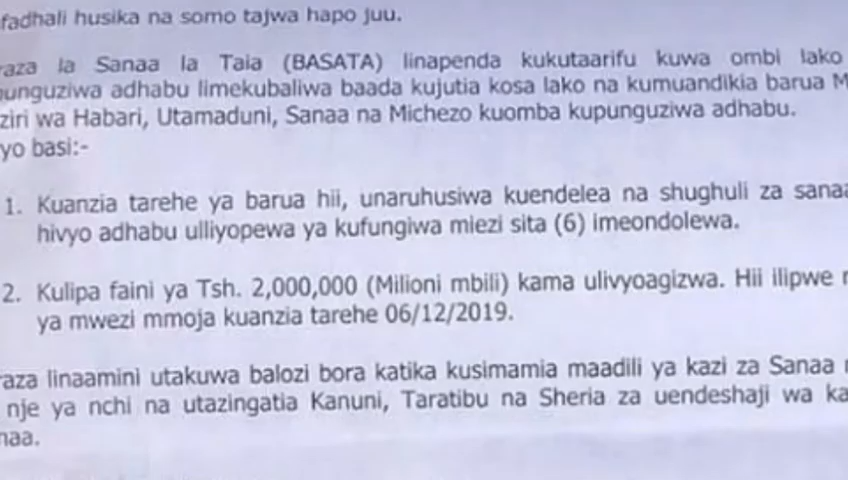 fadhali husika na somo tajwa hapo juu.
raza la Sanaa la Taia (BASATA) linapenda kukutaarifu kuwa ombi lako
unguziwa adhabu limekubaliwa baada kujutia kosa lako na kumuandikia barua M
ziri wa Habari, Utamaduni, Sanaa na Michezo kuomba kupunguziwa adhabu.
yo basi:-
1. Kuanzia tarehe ya barua hii, unaruhusiwa kuendelea na shughuli za sanaa
hivyo adhabu ulliyopewa ya kufungiwa miezi sita (6) imeondolewa.
2. Kulipa faini ya Tsh. 2,000,000 (Milioni mbili) kama ulivyoagizwa. Hii ilipwe
ya mwezi mmoja kuanzia tarehe 06/12/2019.
raza linaamini utakuwa balozi bora katika kusimamia maadili ya kazi za Sanaa
nje ya nchi na utazingatia Kanuni, Taratibu na Sheria za uendeshaji wa ka
naa.